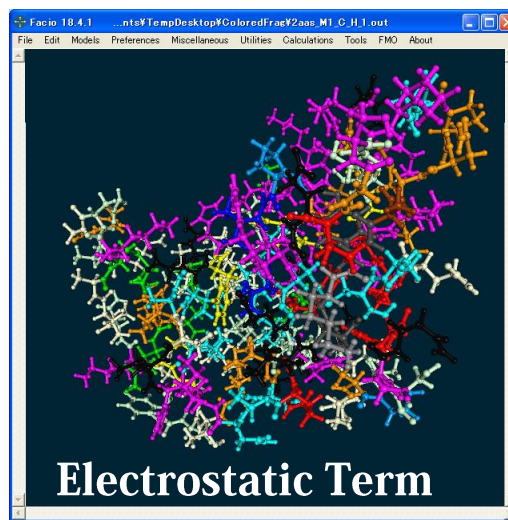 Facio 18.4.1 ...nts¥TempDesktop¥ColoredFrag¥2aas_M1_C_H_1.out
File Edit Models Preferences Miscellaneous Utilities Calculations Tools FMO About
Electrostatic Term